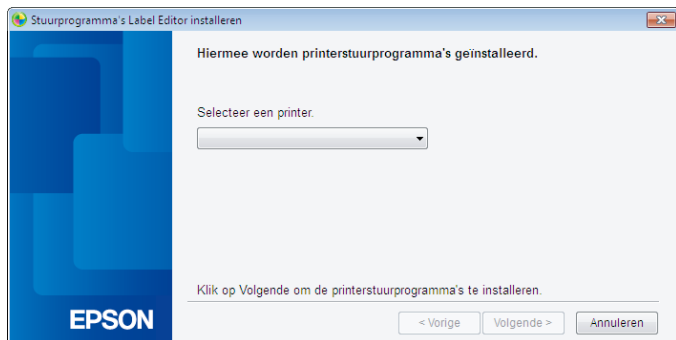 Stuurprogramma's Label Editor installeren
Hiermee worden printerstuurprogramma's geïnstalleerd.
Selecteer een printer.
Klik op Volgende om de printerstuurprogramma's te installeren.
EPSON
< Vorige
Volgende >
Annuleren